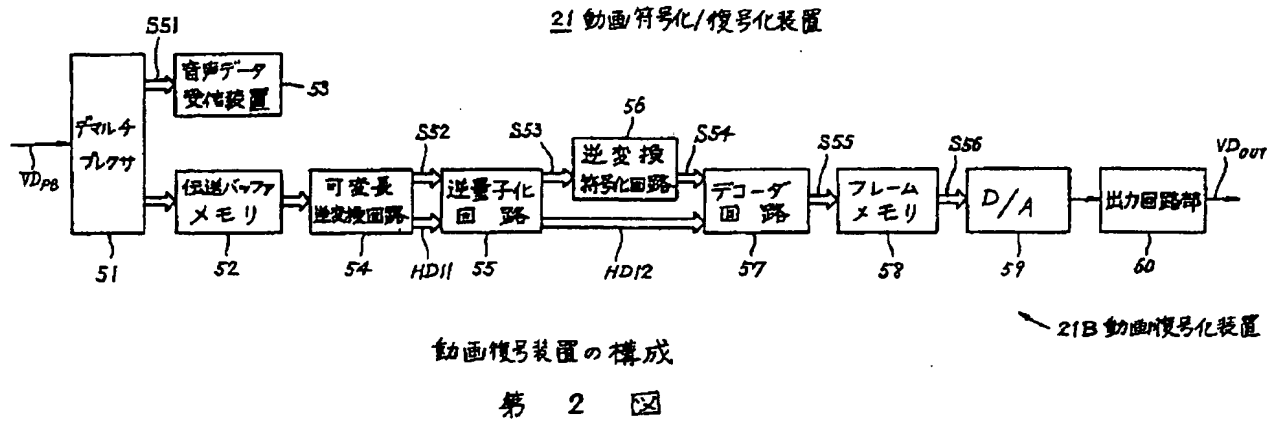 21 動画符号化/復号化装置
S51
音声データ
受信装置
53
デマルチ
プレクサ
VDPB
51
伝送バッファ
メモリ
52
可変長
逆変換回路
54
S52
HD11
逆量子化
回路
55
S53
56
逆変換
符号化回路
S54
HD12
デコーダ
回路
57
S55
フレーム
メモリ
58
S56
D/A
59
出力回路部
60
VDOUT
21B 動画復号化装置
動画復号装置の構成
第 2 図